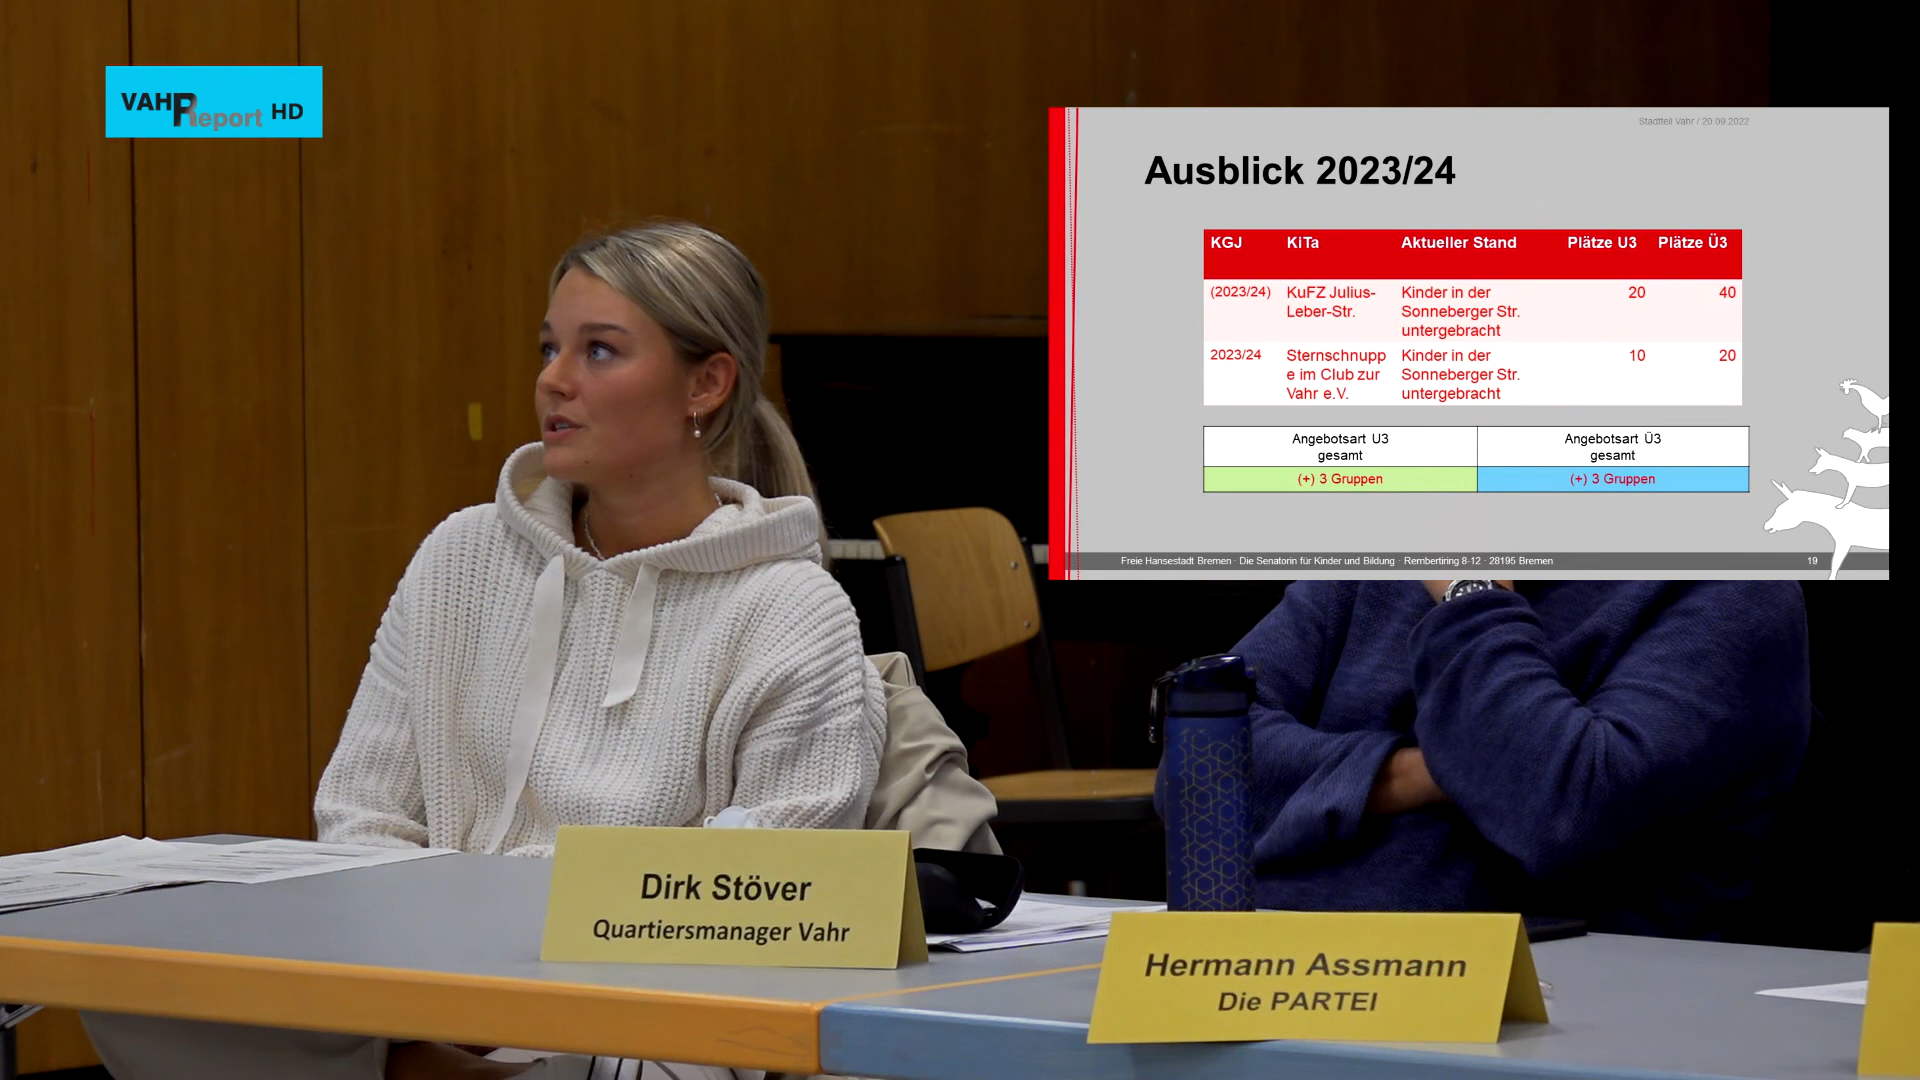 VAHR Report HD
Stadtteil Vahr / 20.09.2022
Ausblick 2023/24
KGJ KiTa Aktueller Stand Plätze U3 Plätze Ü3
(2023/24) KuFZ Julius- Kinder in der 20 40
Leber-Str. Sonneberger Str.
untergebracht
2023/24 Sternschnupp Kinder in der 10 20
e im Club zur Sonneberger Str.
Vahr e.V. untergebracht
Angebotsart U3 Angebotsart Ü3
gesamt gesamt
(+) 3 Gruppen (+) 3 Gruppen
Freie Hansestadt Bremen · Die Senatorin für Kinder und Bildung · Rembertiring 8-12 · 28195 Bremen 19
Dirk Stöver
Quartiersmanager Vahr
Hermann Assmann
Die PARTEI